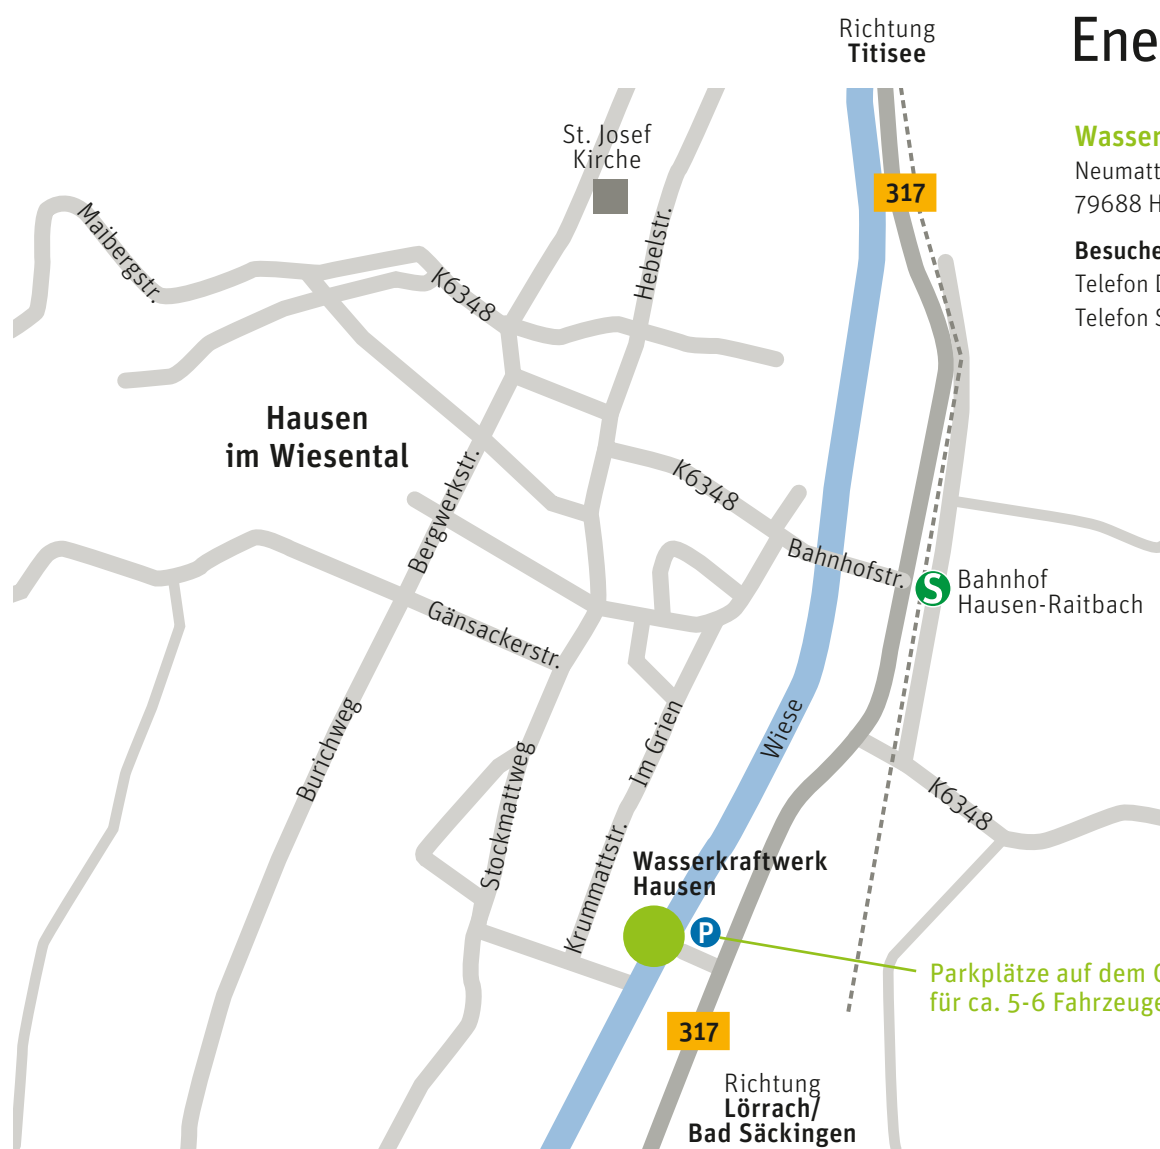 Richtung
Titisee
Ene
Wasser
Neumatt
79688 H
Besuche
Telefon D
Telefon S
St. Josef
Kirche
317
Maibergstr.
Hebelstr.
K6348
Hausen
im Wiesental
K6348
Bergwerkstr.
Bahnhofstr.
S Bahnhof
Hausen-Raitbach
Gänsackerstr.
Burichweg
Im Grien
Wiese
Stockmattweg
K6348
Krummattstr.
Wasserkraftwerk
Hausen
P
Parkplätze auf dem
für ca. 5-6 Fahrzeuge
317
Richtung
Lörrach/
Bad Säckingen